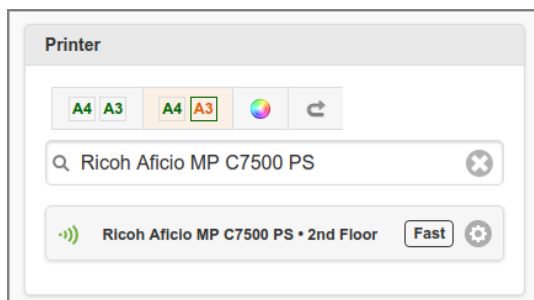 Printer
A4 A3 A4 A3
Ricoh Aficio MP C7500 PS
Ricoh Aficio MP C7500 PS • 2nd Floor Fast